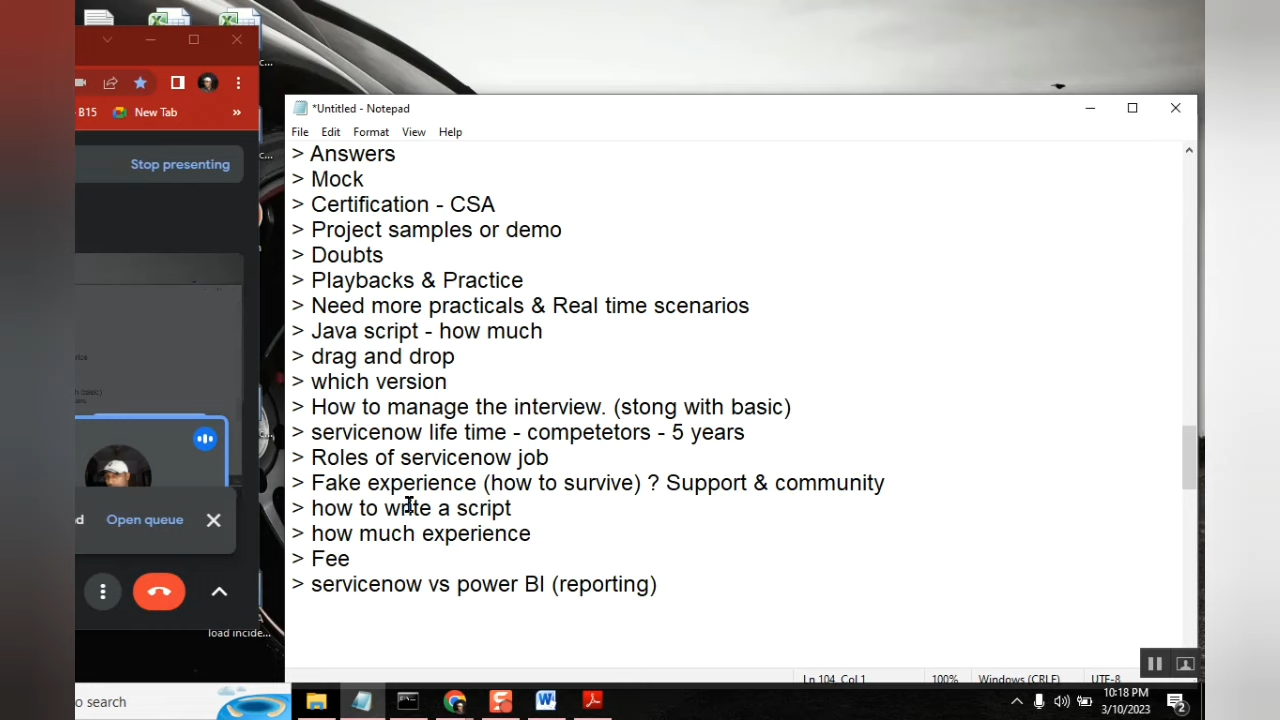 c...
*Untitled - Notepad
B15
New Tab
»
File Edit Format View Help
Stop presenting
c...
> Answers
> Mock
> Certification - CSA
> Project samples or demo
> Doubts
> Playbacks & Practice
> Need more practicals & Real time scenarios
> Java script - how much
> drag and drop
> which version
> How to manage the interview. (stong with basic)
> servicenow life time - competetors - 5 years
> Roles of servicenow job
> Fake experience (how to survive) ? Support & community
> how to write a script
> how much experience
> Fee
> servicenow vs power BI (reporting)
d
Open queue
load incide...
Ln 104, Col 1
100%
Windows (CRLF)
UTF-8
o search
10:18 PM
3/10/2023
2